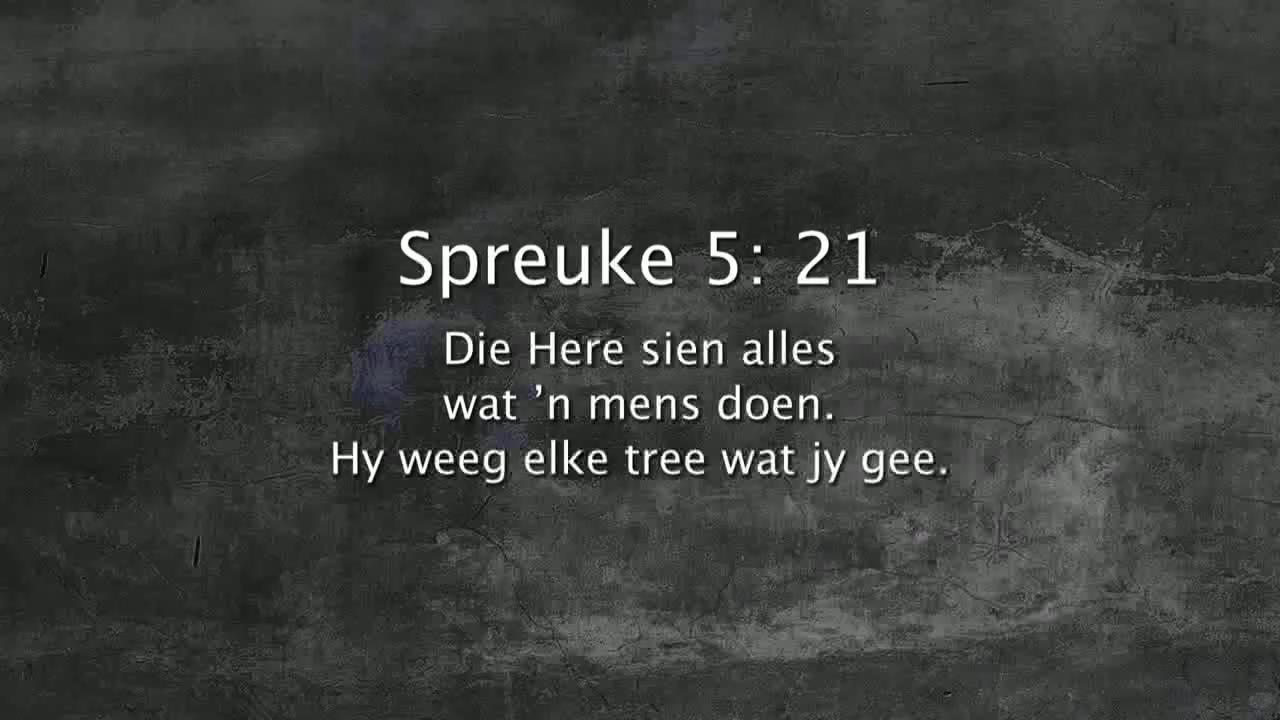 Spreuke 5: 21
Die Here sien alles
wat ’n mens doen.
Hy weeg elke tree wat jy gee.